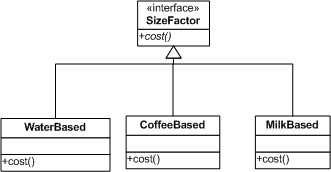 «interface»
SizeFactor
+cost()
WaterBased
CoffeeBased
MilkBased
+cost()
+cost()
+cost()